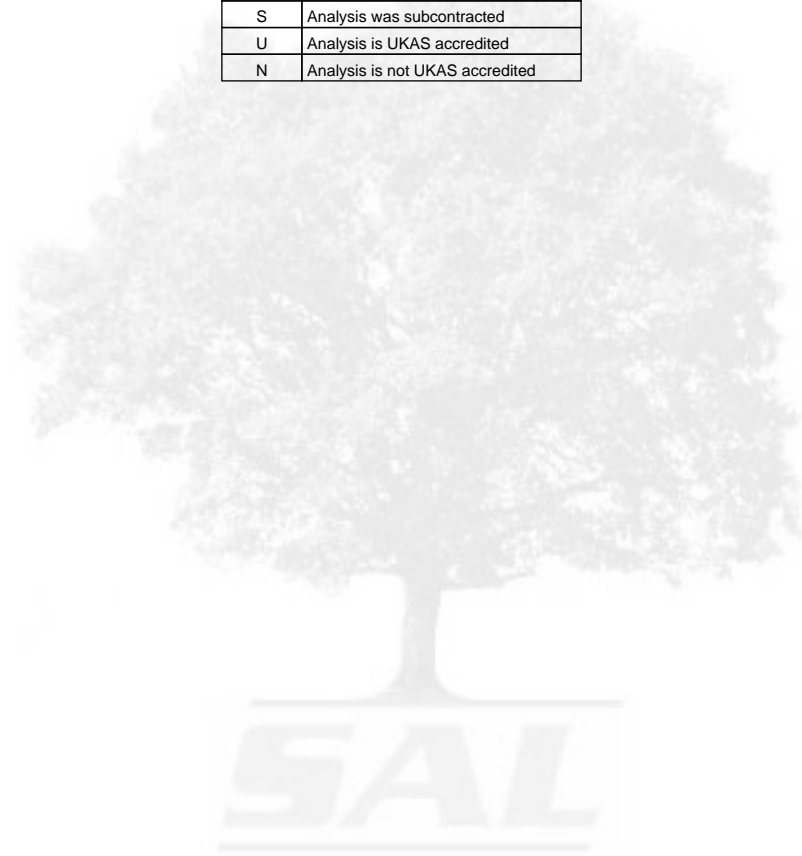 S Analysis was subcontracted
U Analysis is UKAS accredited
N Analysis is not UKAS accredited
SAL